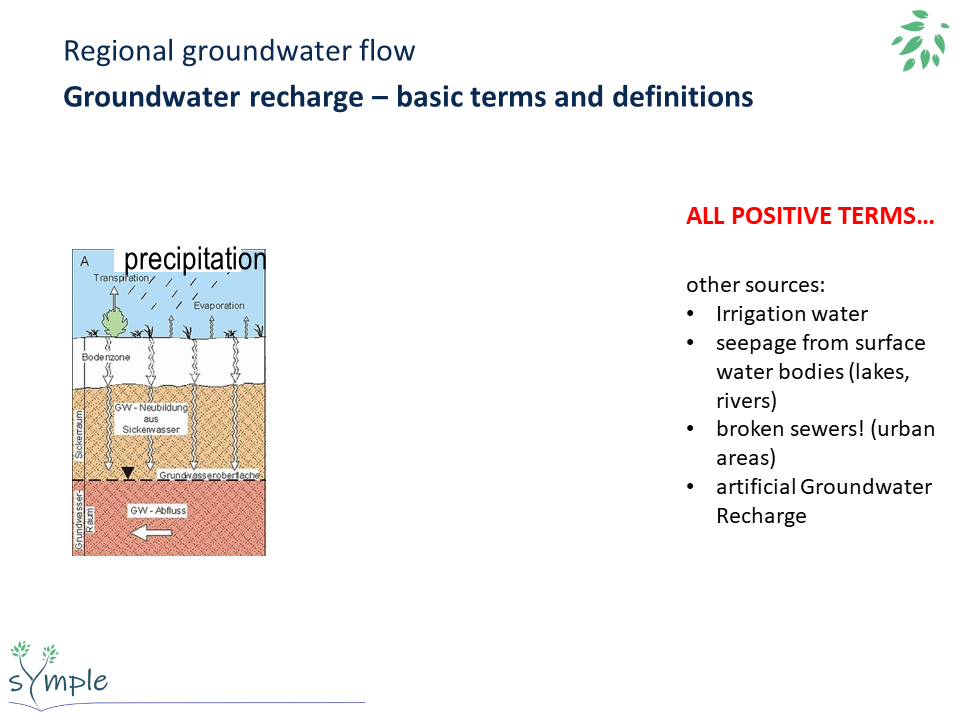 Regional groundwater flow
Groundwater recharge – basic terms and definitions
ALL POSITIVE TERMS…
other sources:
• Irrigation water
• seepage from surface
water bodies (lakes,
rivers)
• broken sewers! (urban
areas)
• artificial Groundwater
Recharge
A
precipitation
Transpiration
Evaporation
Bodenzone
GW - Neubildung
aus
Sickerwasser
Sickerraum
Grundwasseroberfläche
Grundwasser-
Raum
GW - Abfluss
sYmple